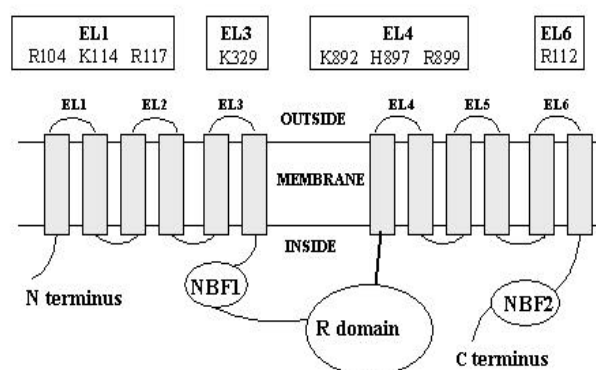 EL1
R104 K114 R117
EL3
K329
EL4
K892 H897 R899
EL6
R112
EL1
EL2
EL3
OUTSIDE
EL4
EL5
EL6
MEMBRANE
INSIDE
N terminus
NBF1
R domain
NBF2
C terminus